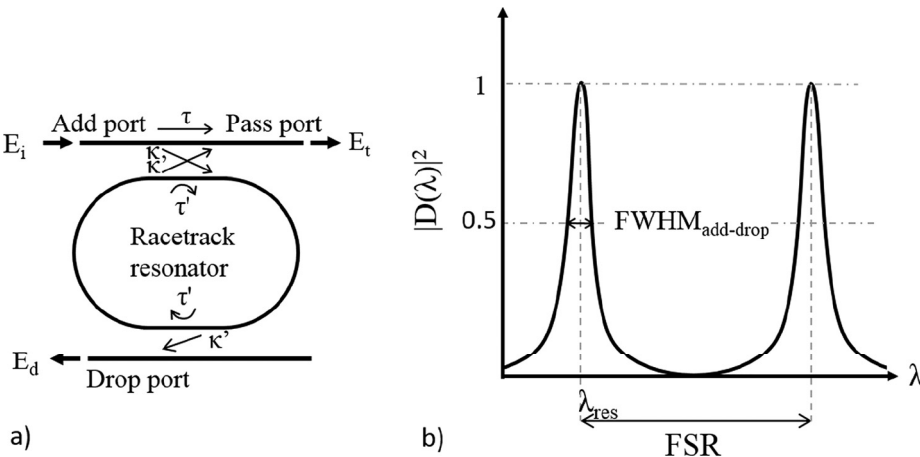 Add port
τ
Pass port
E_i
E_t
κ'
κ
τ'
Racetrack
resonator
τ'
κ'
E_d
Drop port
a)
|D(λ)|²
1
0.5
FWHM_add-drop
λ
λ_res
FSR
b)